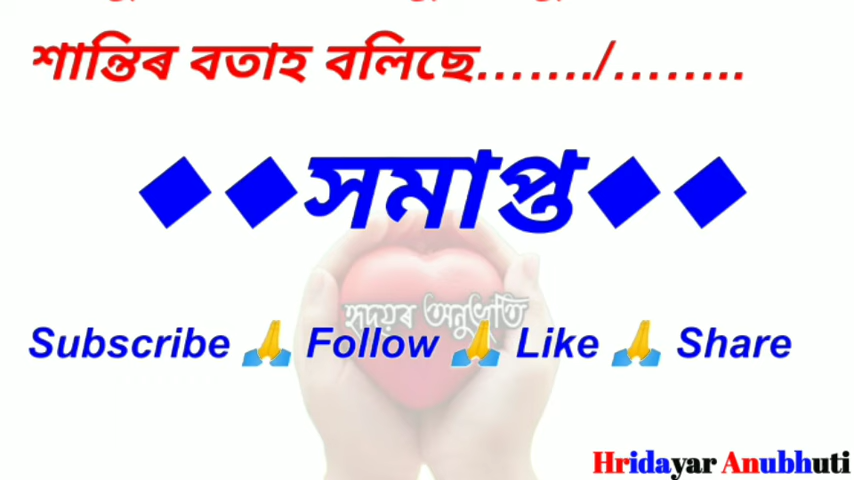 শান্তিৰ বতাহ বলিছে......./........
◆◆সমাপ্ত◆◆
হৃদয়ৰ অনুভূতি
Subscribe 🙏 Follow 🙏 Like 🙏 Share
Hridayar Anubhuti